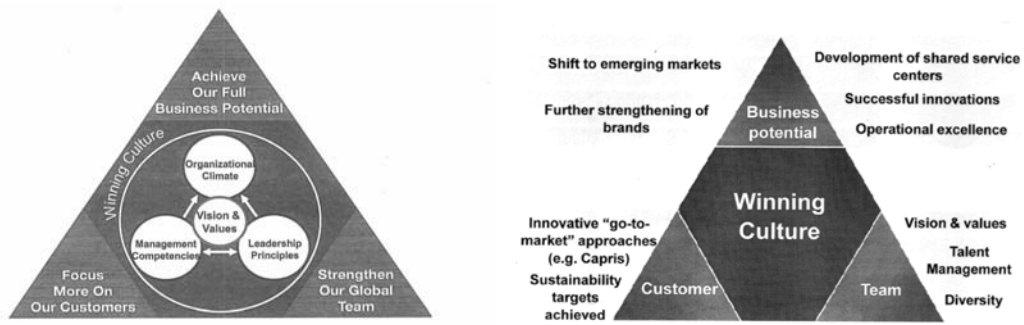 Achieve
Our Full
Business Potential
Winning Culture
Organizational
Climate
Vision &
Values
Management
Competencies
Leadership
Principles
Focus
More On
Our Customers
Strengthen
Our Global
Team
Shift to emerging markets
Development of shared service
centers
Further strengthening of
brands
Business
potential
Successful innovations
Operational excellence
Winning
Culture
Innovative “go-to-
market” approaches
(e.g. Capris)
Sustainability
targets
achieved
Customer
Team
Vision & values
Talent
Management
Diversity